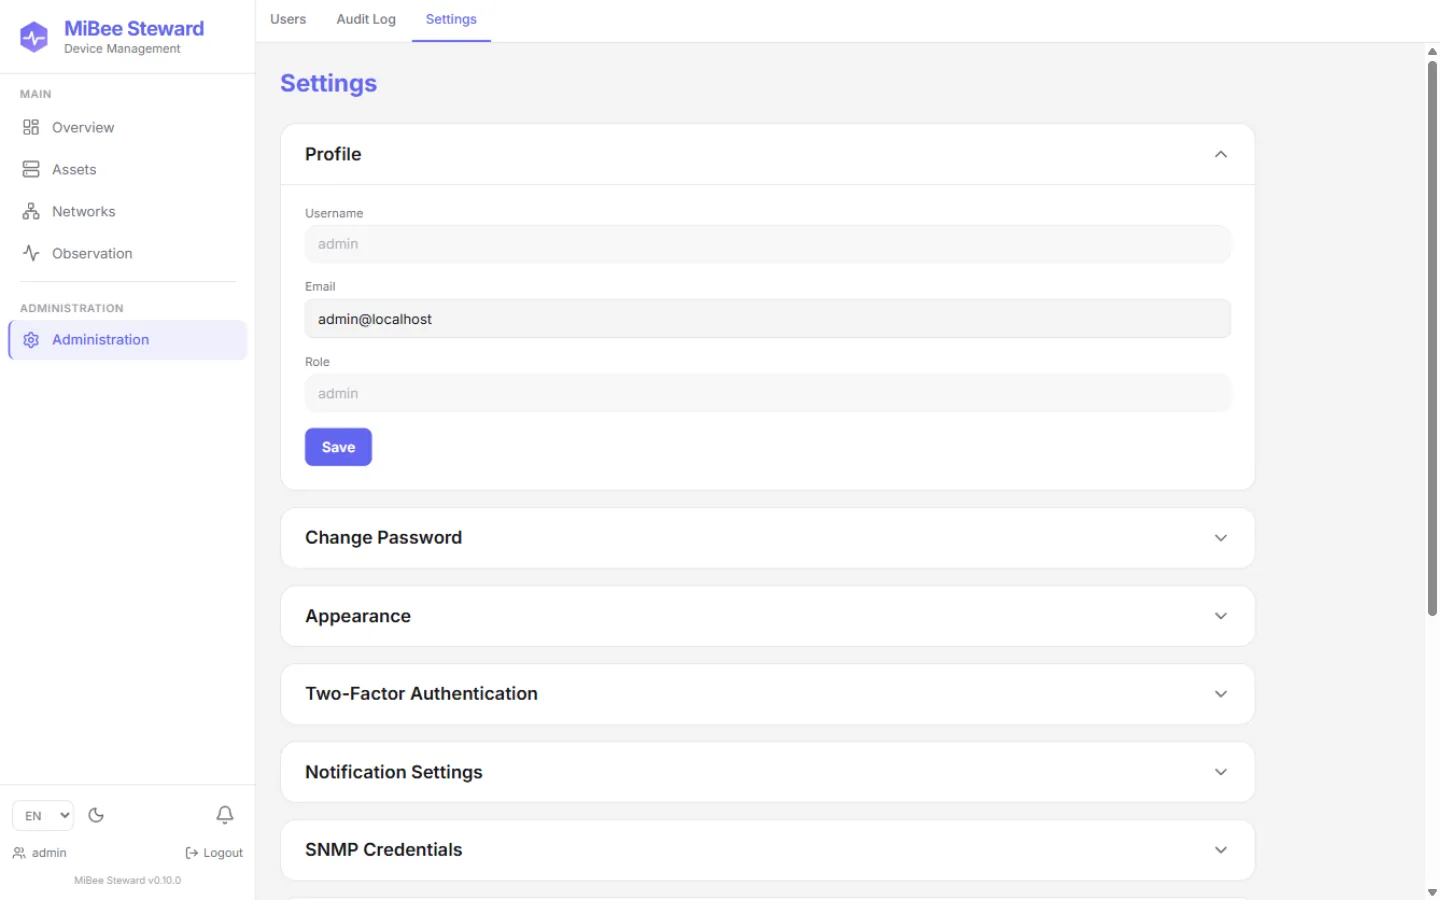 MiBee Steward
Device Management
MAIN
Overview
Assets
Networks
Observation
ADMINISTRATION
Administration
EN
admin
Logout
MiBee Steward v0.10.0
Users
Audit Log
Settings
Settings
Profile
Username
admin
Email
admin@localhost
Role
admin
Save
Change Password
Appearance
Two-Factor Authentication
Notification Settings
SNMP Credentials